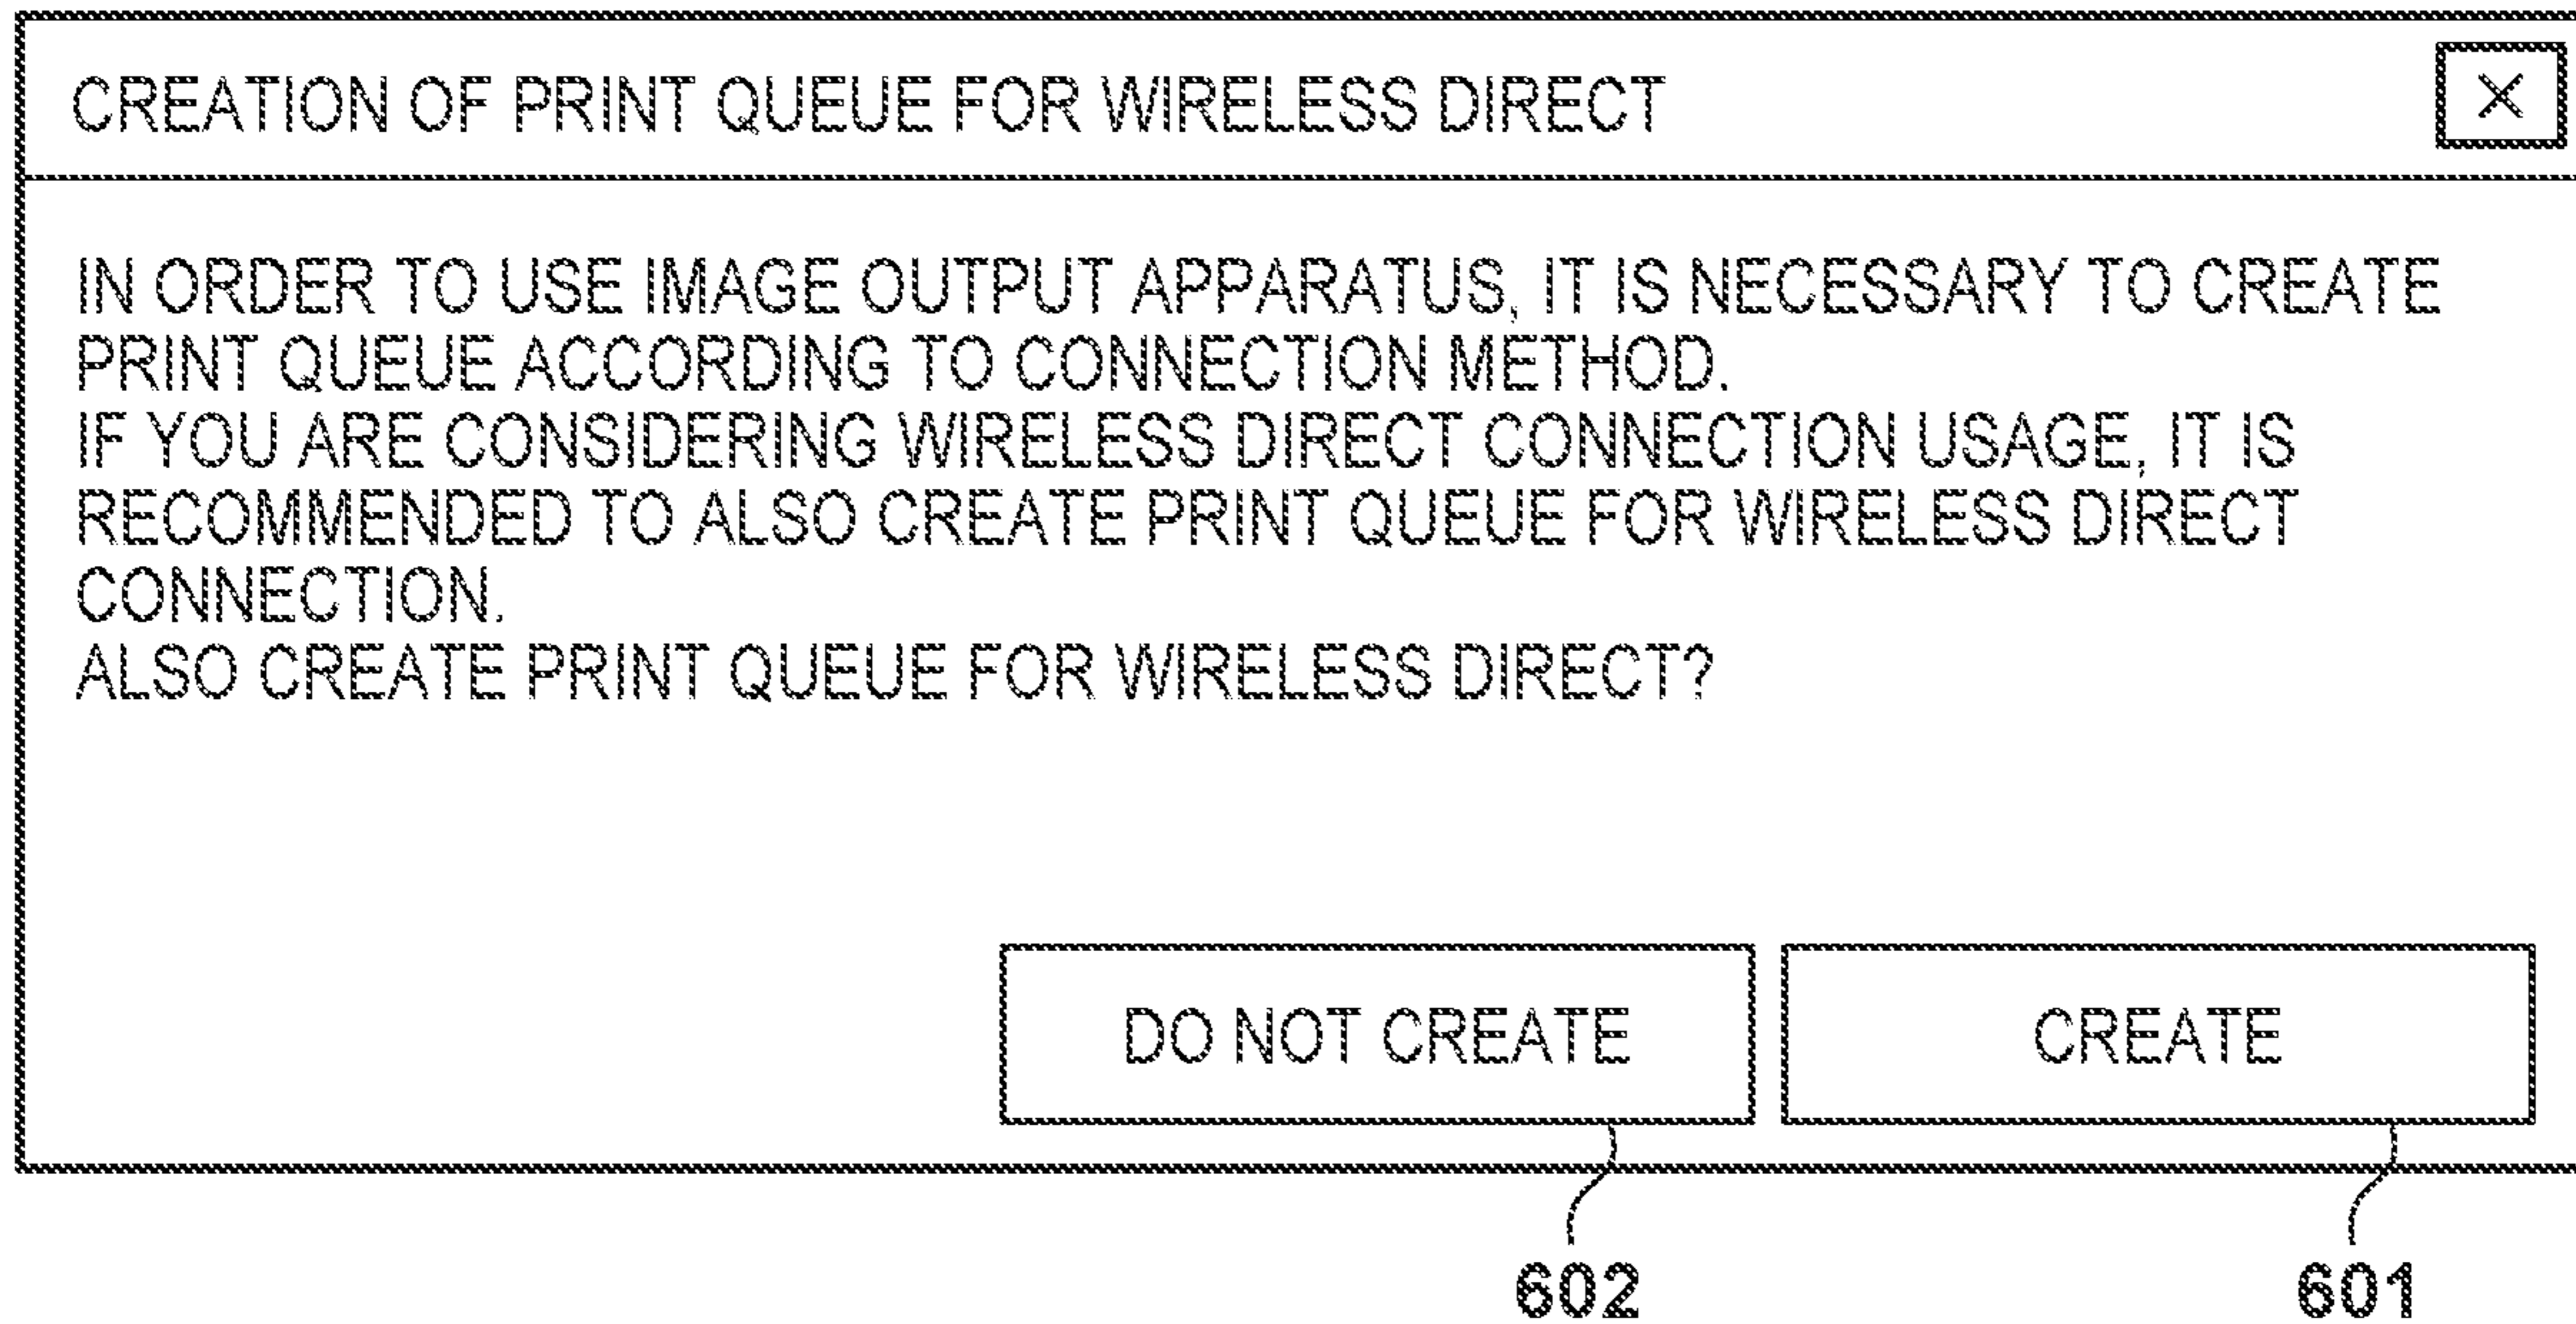 CREATION OF PRINT QUEUE FOR WIRELESS DIRECT
X
IN ORDER TO USE IMAGE OUTPUT APPARATUS, IT IS NECESSARY TO CREATE
PRINT QUEUE ACCORDING TO CONNECTION METHOD.
IF YOU ARE CONSIDERING WIRELESS DIRECT CONNECTION USAGE, IT IS
RECOMMENDED TO ALSO CREATE PRINT QUEUE FOR WIRELESS DIRECT
CONNECTION.
ALSO CREATE PRINT QUEUE FOR WIRELESS DIRECT?
DO NOT CREATE
CREATE
602
601